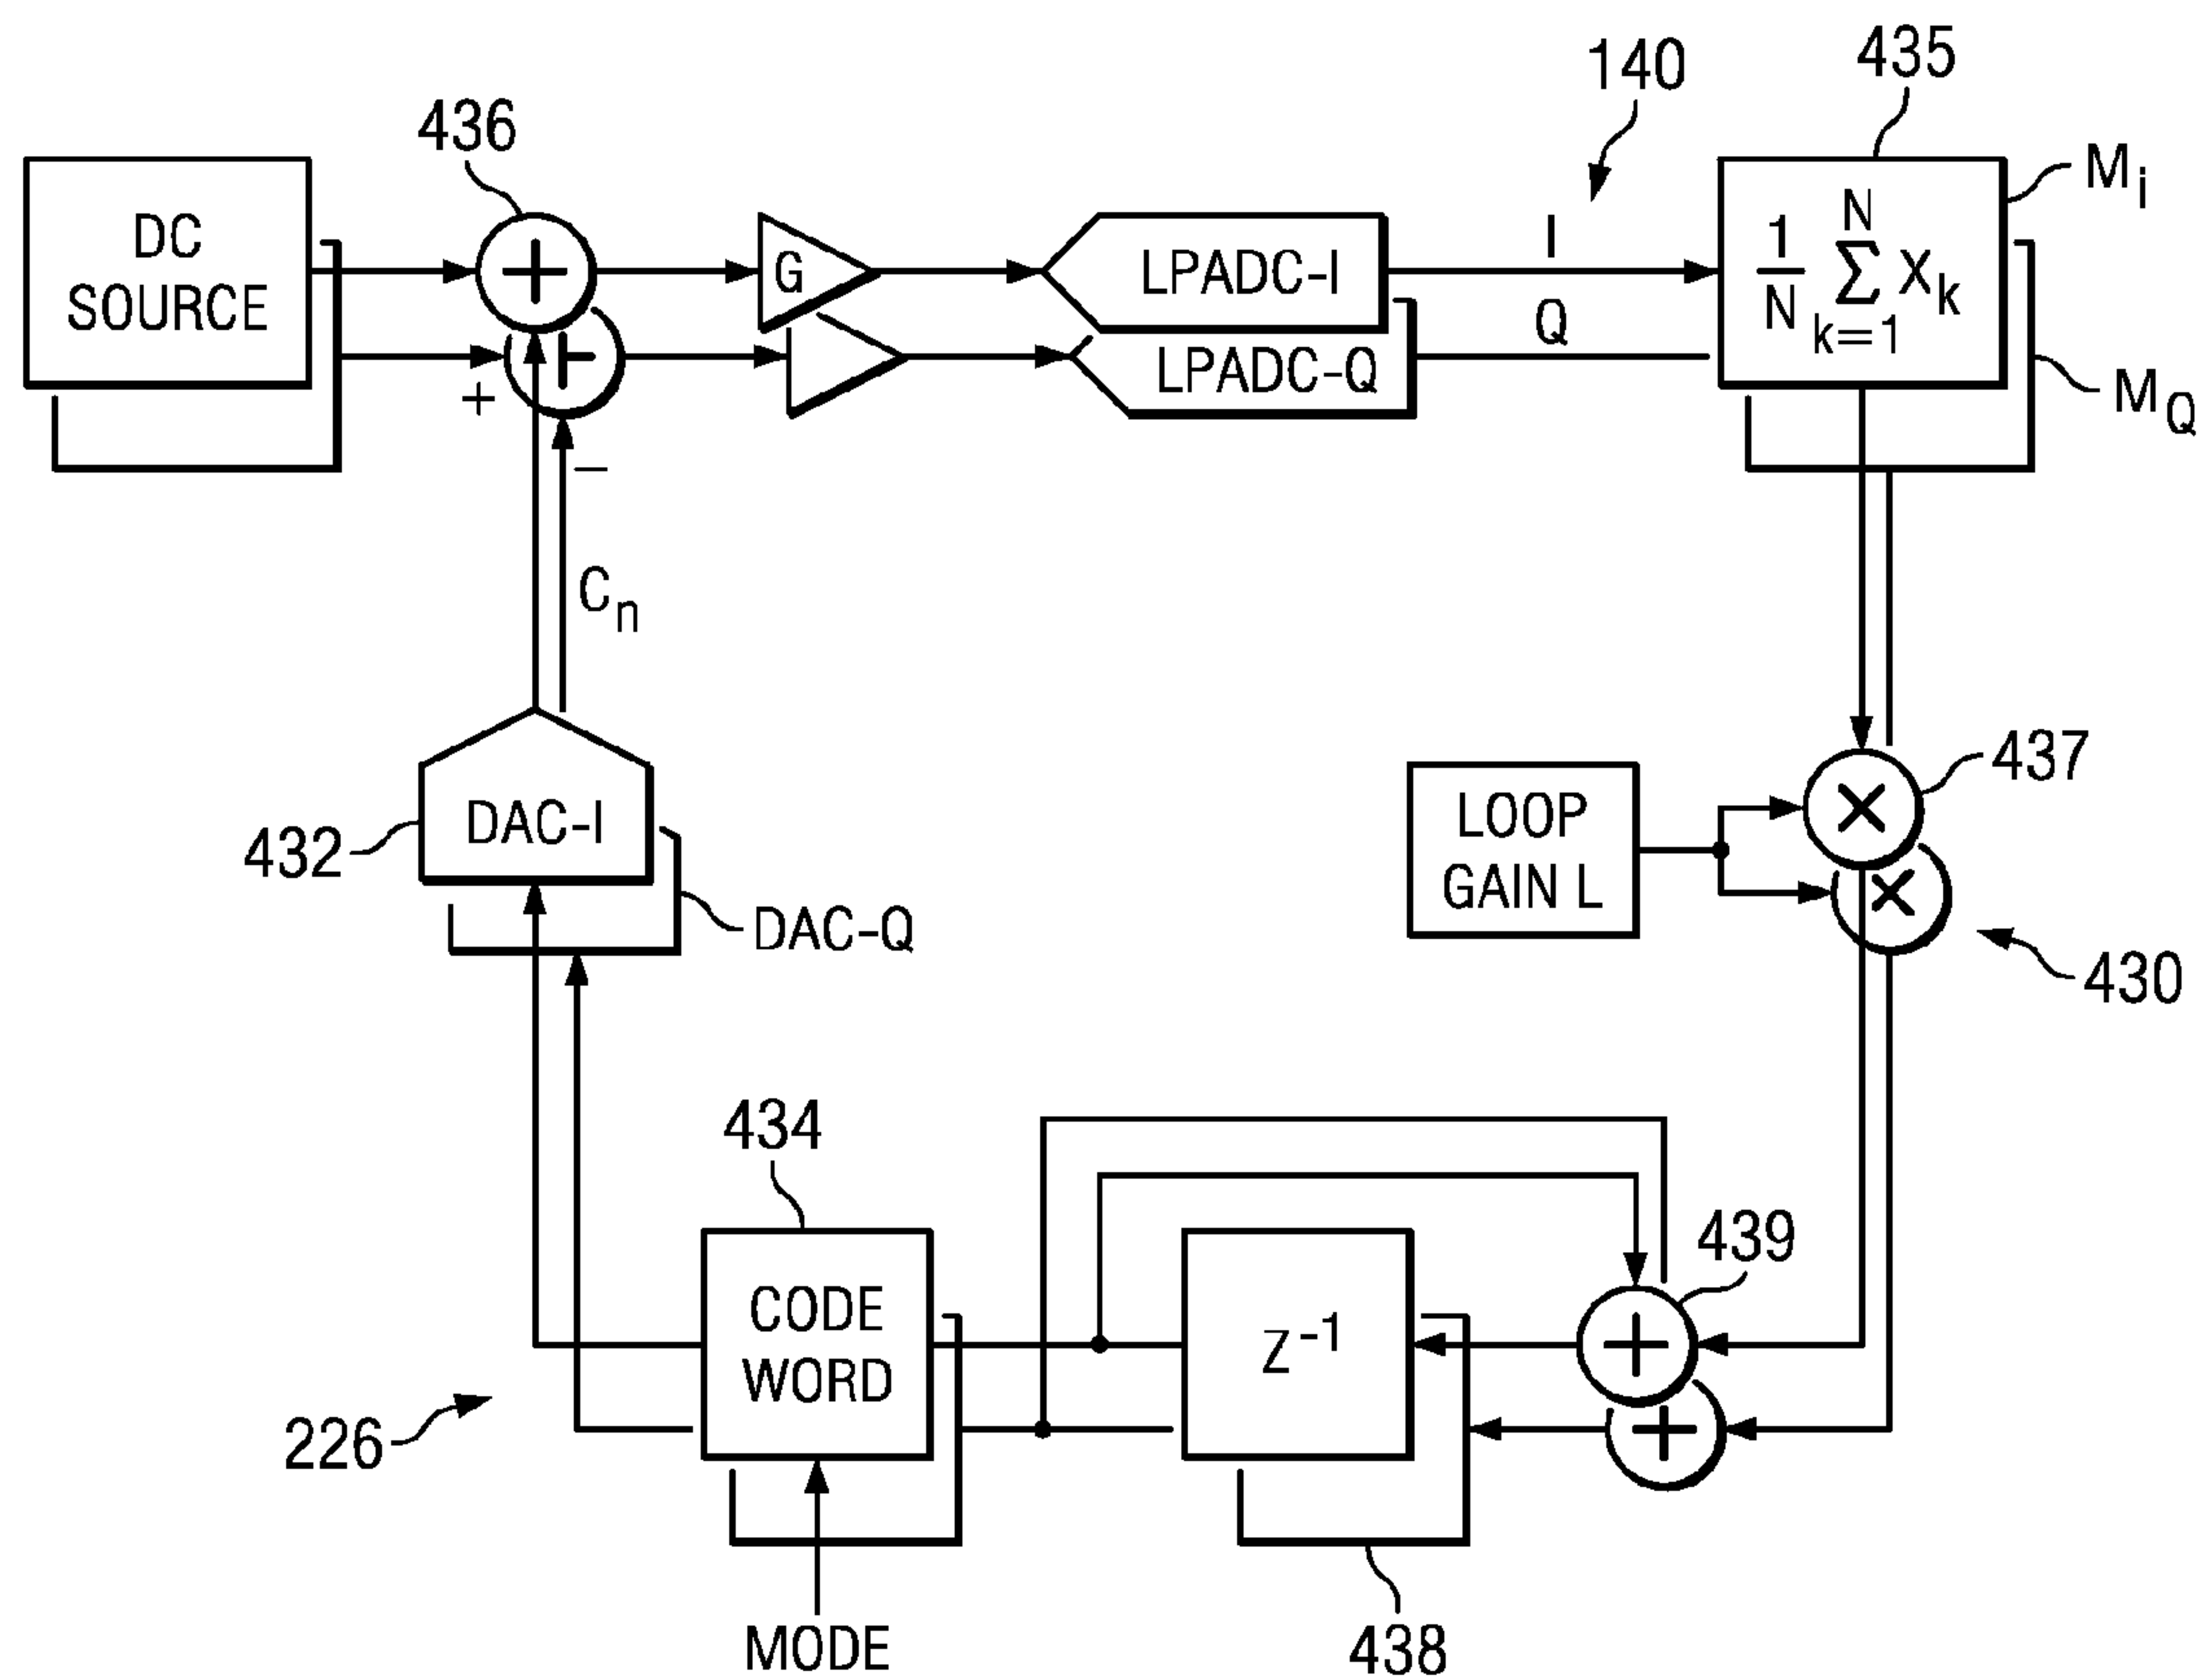 140
435
436
DC
SOURCE
+
G
LPADC-I
LPADC-Q
I
Q
1/N N Σ k=1 Xk
Mi
MQ
+
+
−
Cn
432
DAC-I
DAC-Q
LOOP
GAIN L
×
×
437
430
434
CODE
WORD
Z-1
439
+
+
226
MODE
438